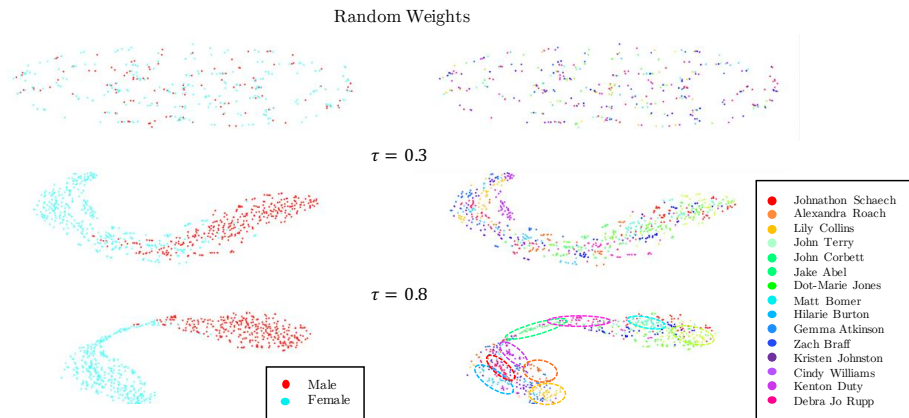 Random Weights
τ = 0.3
τ = 0.8
Male
Female
Johnathon Schaech
Alexandra Roach
Lily Collins
John Terry
John Corbett
Jake Abel
Dot-Marie Jones
Matt Bomer
Hilarie Burton
Gemma Atkinson
Zach Braff
Kristen Johnston
Cindy Williams
Kenton Duty
Debra Jo Rupp